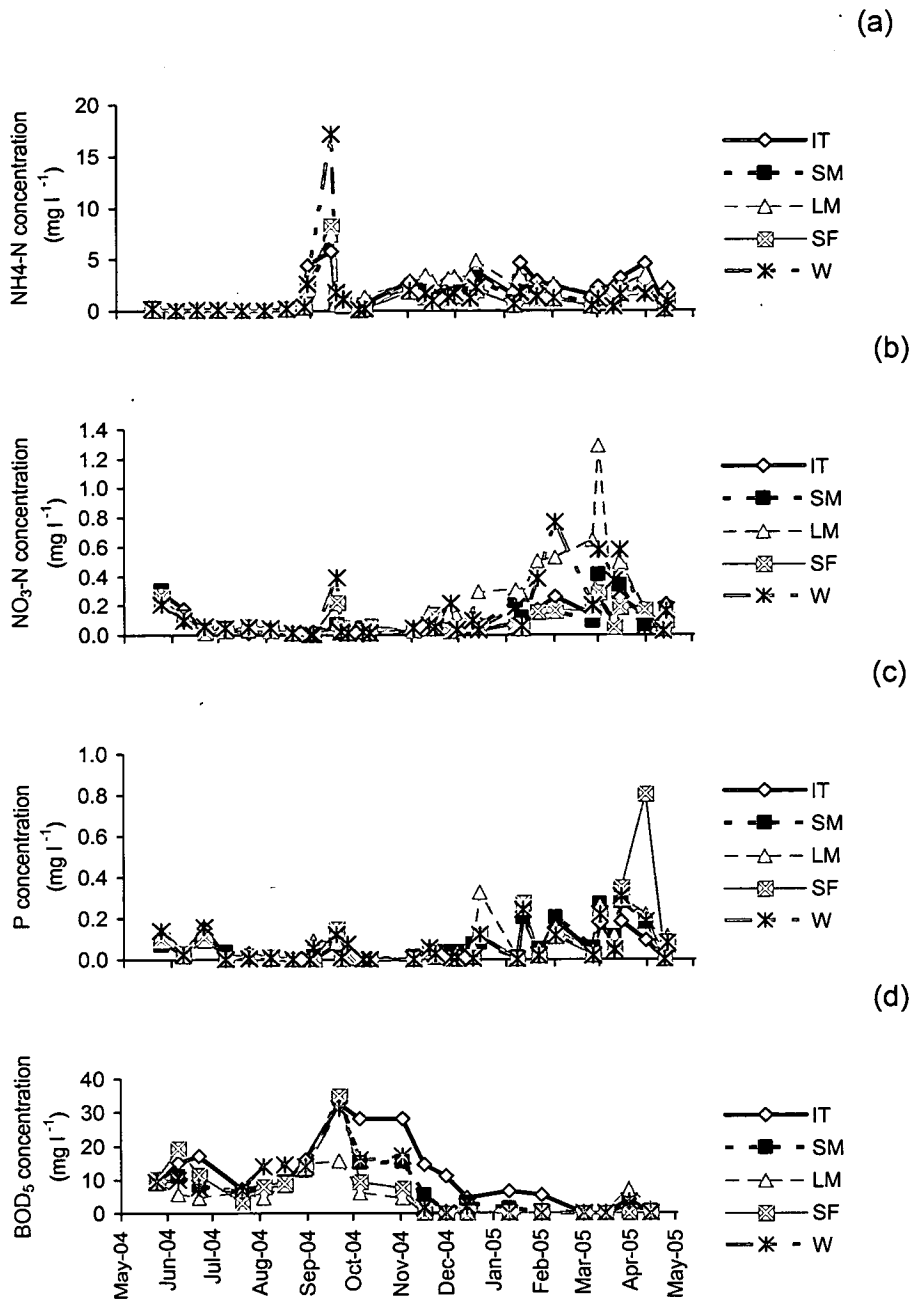 (a)
NH4-N concentration
(mg l⁻¹)
20
15
10
5
0
IT
SM
LM
SF
W
(b)
NO₃-N concentration
(mg l⁻¹)
1.4
1.2
1.0
0.8
0.6
0.4
0.2
0.0
IT
SM
LM
SF
W
(c)
P concentration
(mg l⁻¹)
1.0
0.8
0.6
0.4
0.2
0.0
IT
SM
LM
SF
W
(d)
BOD₅ concentration
(mg l⁻¹)
40
30
20
10
0
IT
SM
LM
SF
W
May-04
Jun-04
Jul-04
Aug-04
Sep-04
Oct-04
Nov-04
Dec-04
Jan-05
Feb-05
Mar-05
Apr-05
May-05